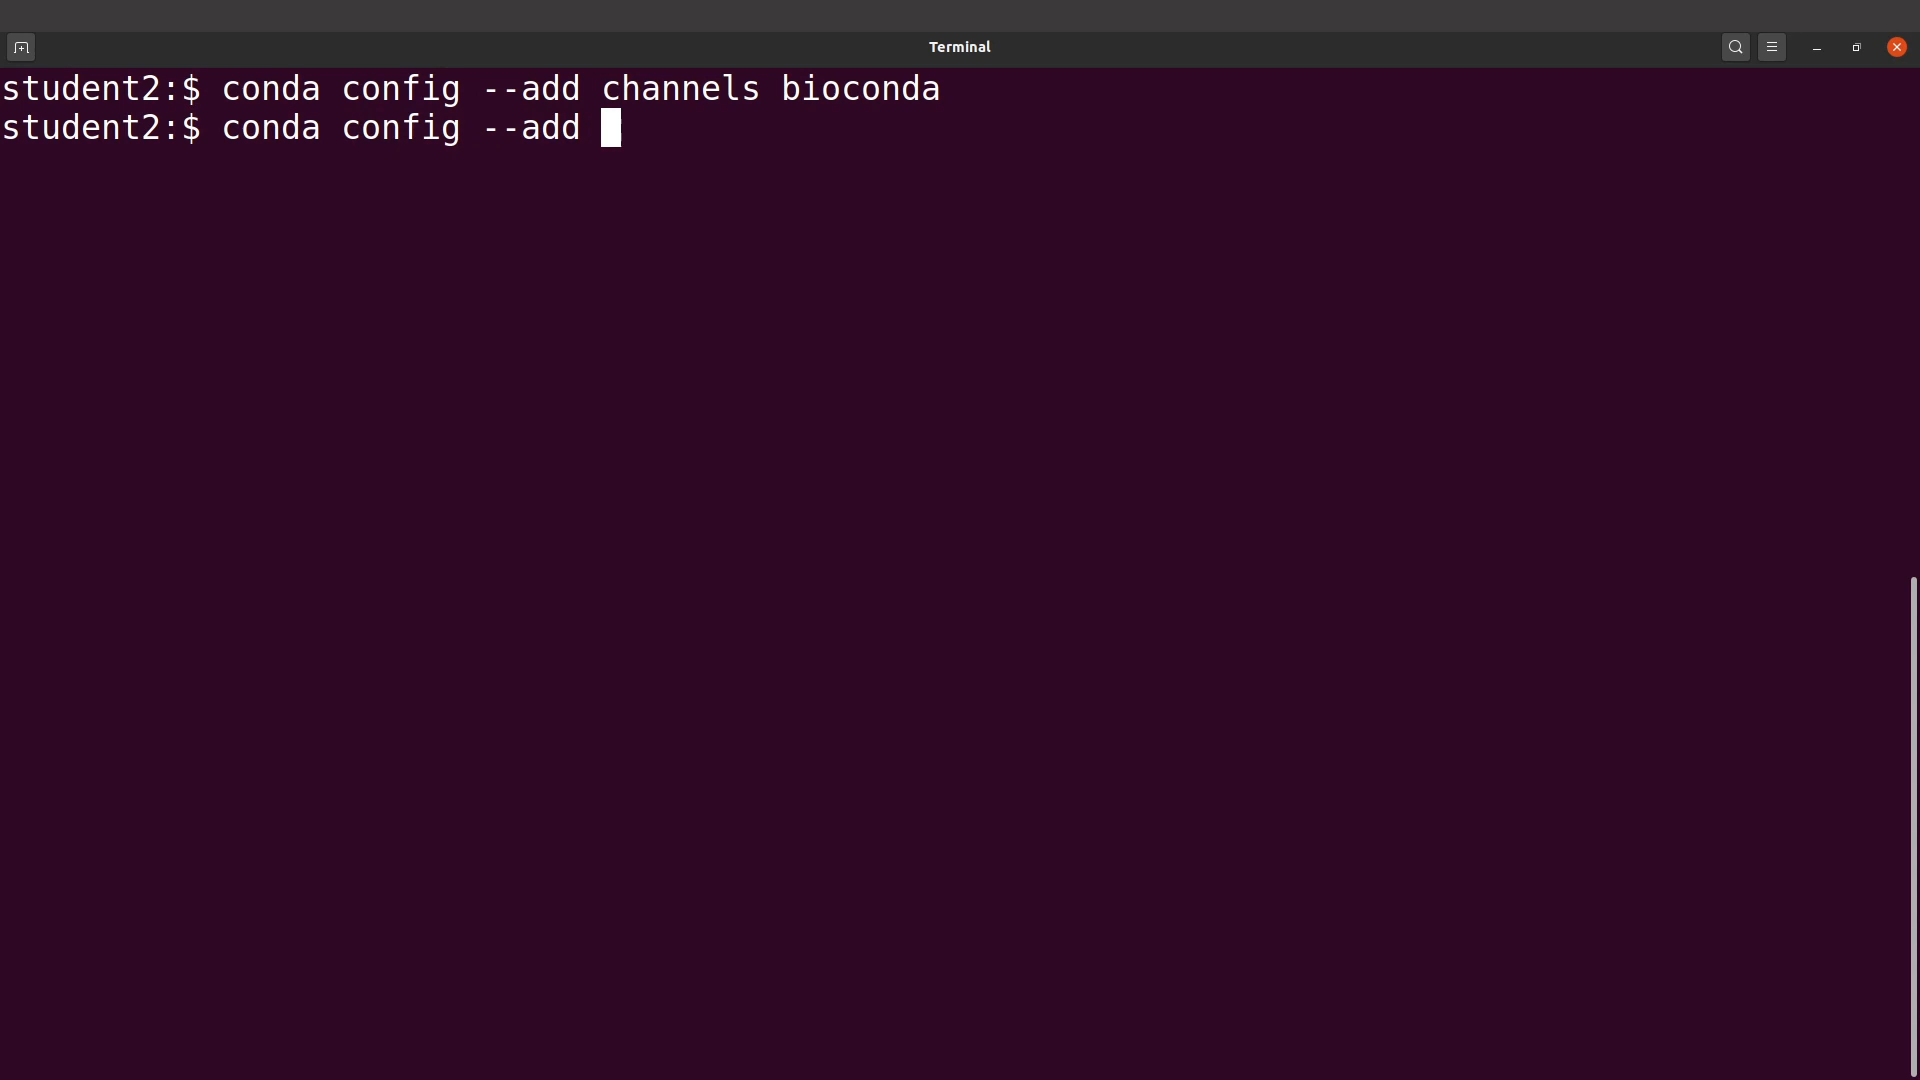 Terminal
student2:$ conda config --add channels bioconda
student2:$ conda config --add